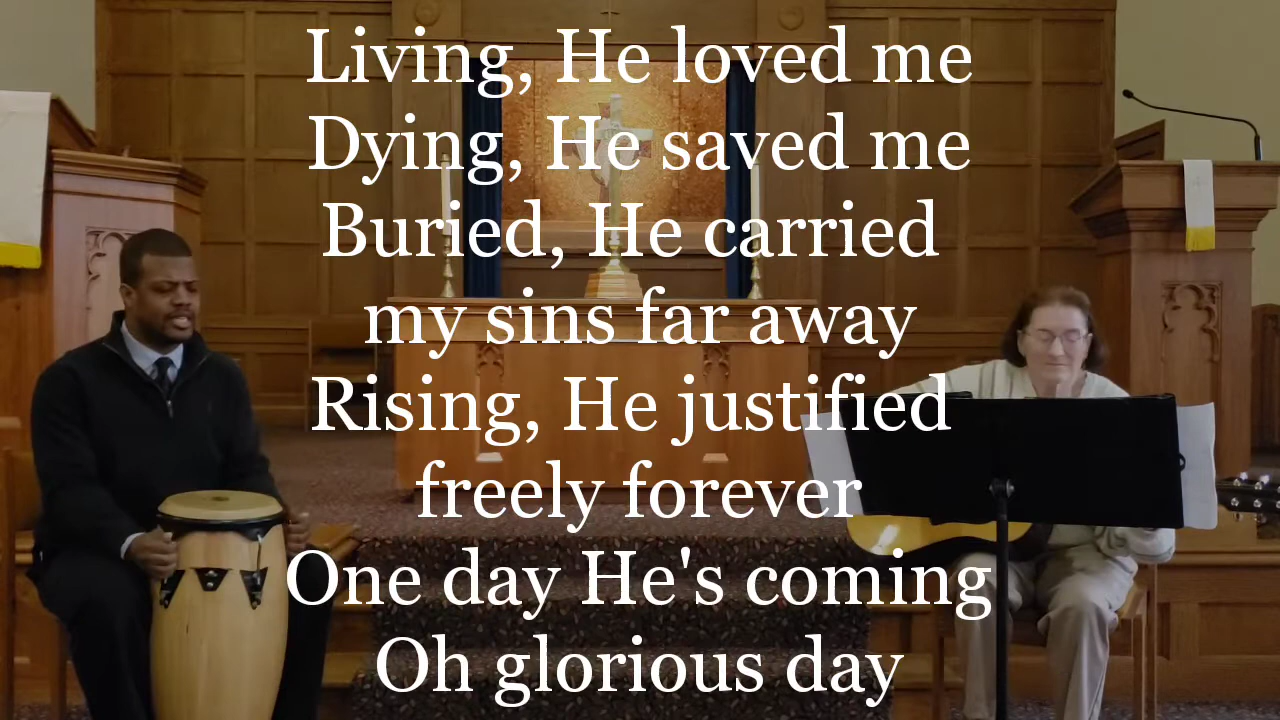 Living, He loved me
Dying, He saved me
Buried, He carried
my sins far away
Rising, He justified
freely forever
One day He's coming
Oh glorious day